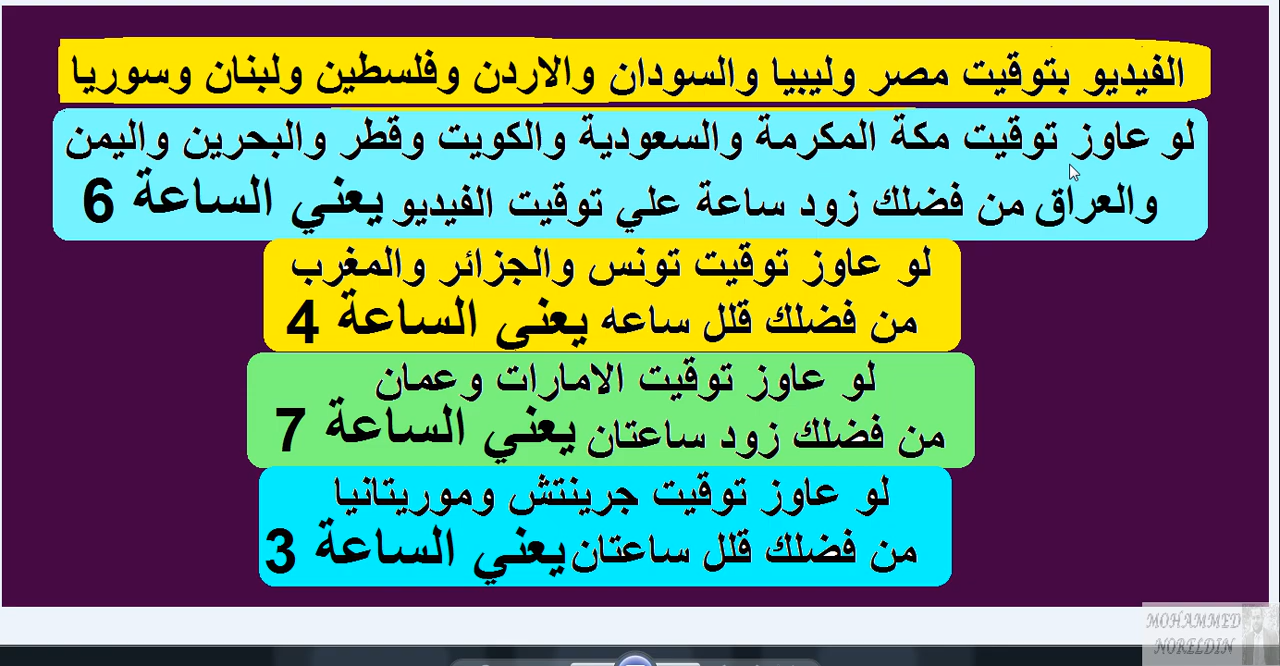 الفيديو بتوقيت مصر وليبيا والسودان والاردن وفلسطين ولبنان وسوريا
لو عاوز توقيت مكة المكرمة والسعودية والكويت وقطر والبحرين واليمن
والعراق من فضلك زود ساعة علي توقيت الفيديو يعني الساعة 6
لو عاوز توقيت تونس والجزائر والمغرب
من فضلك قلل ساعه يعني الساعة 4
لو عاوز توقيت الامارات وعمان
من فضلك زود ساعتان يعني الساعة 7
لو عاوز توقيت جرينتش وموريتانيا
من فضلك قلل ساعتان يعني الساعة 3
MOHAMMED
NORELDIN